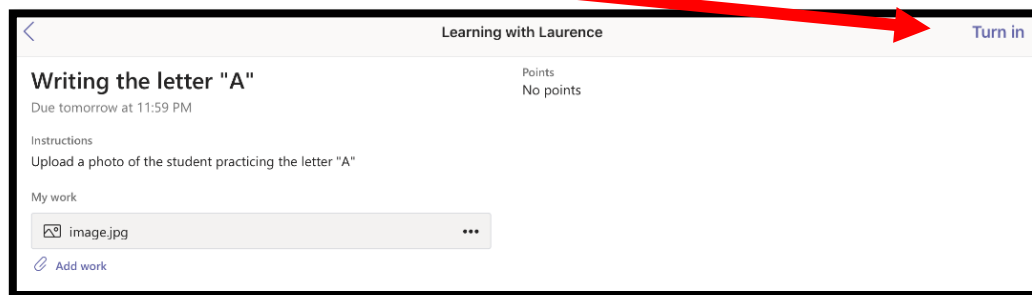 Learning with Laurence
Turn in
Writing the letter "A"
Due tomorrow at 11:59 PM
Points
No points
Instructions
Upload a photo of the student practicing the letter "A"
My work
image.jpg
Add work